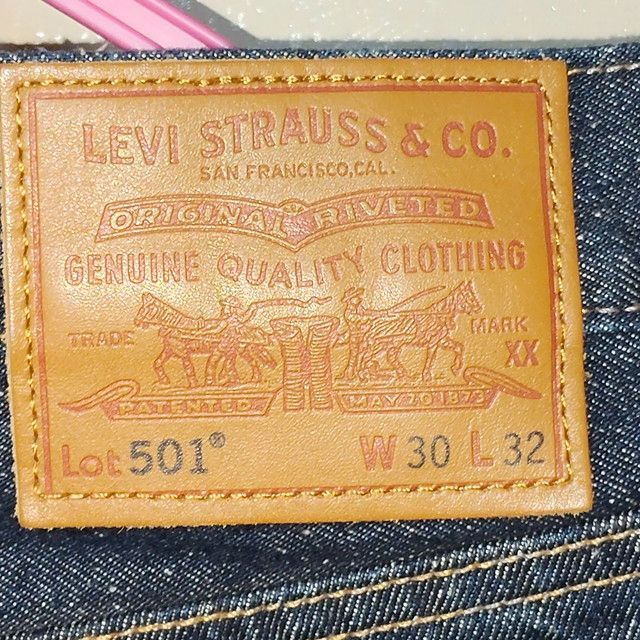 LEVI STRAUSS & CO.
SAN FRANCISCO, CAL.
ORIGINAL RIVETED
GENUINE QUALITY CLOTHING
TRADE MARK
XX
PATENTED MAY 20 1873
Lot 501® W 30 L 32